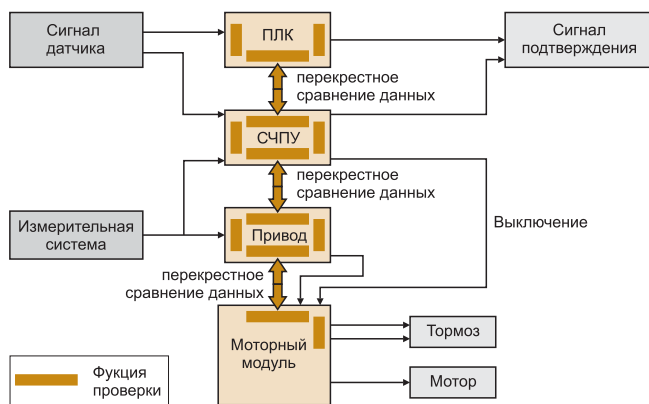 Сигнал
датчика
ПЛК
Сигнал
подтверждения
перекрестное
сравнение данных
СЧПУ
перекрестное
сравнение данных
Измерительная
система
Привод
Выключение
перекрестное
сравнение данных
Моторный
модуль
Тормоз
Мотор
Фукция
проверки